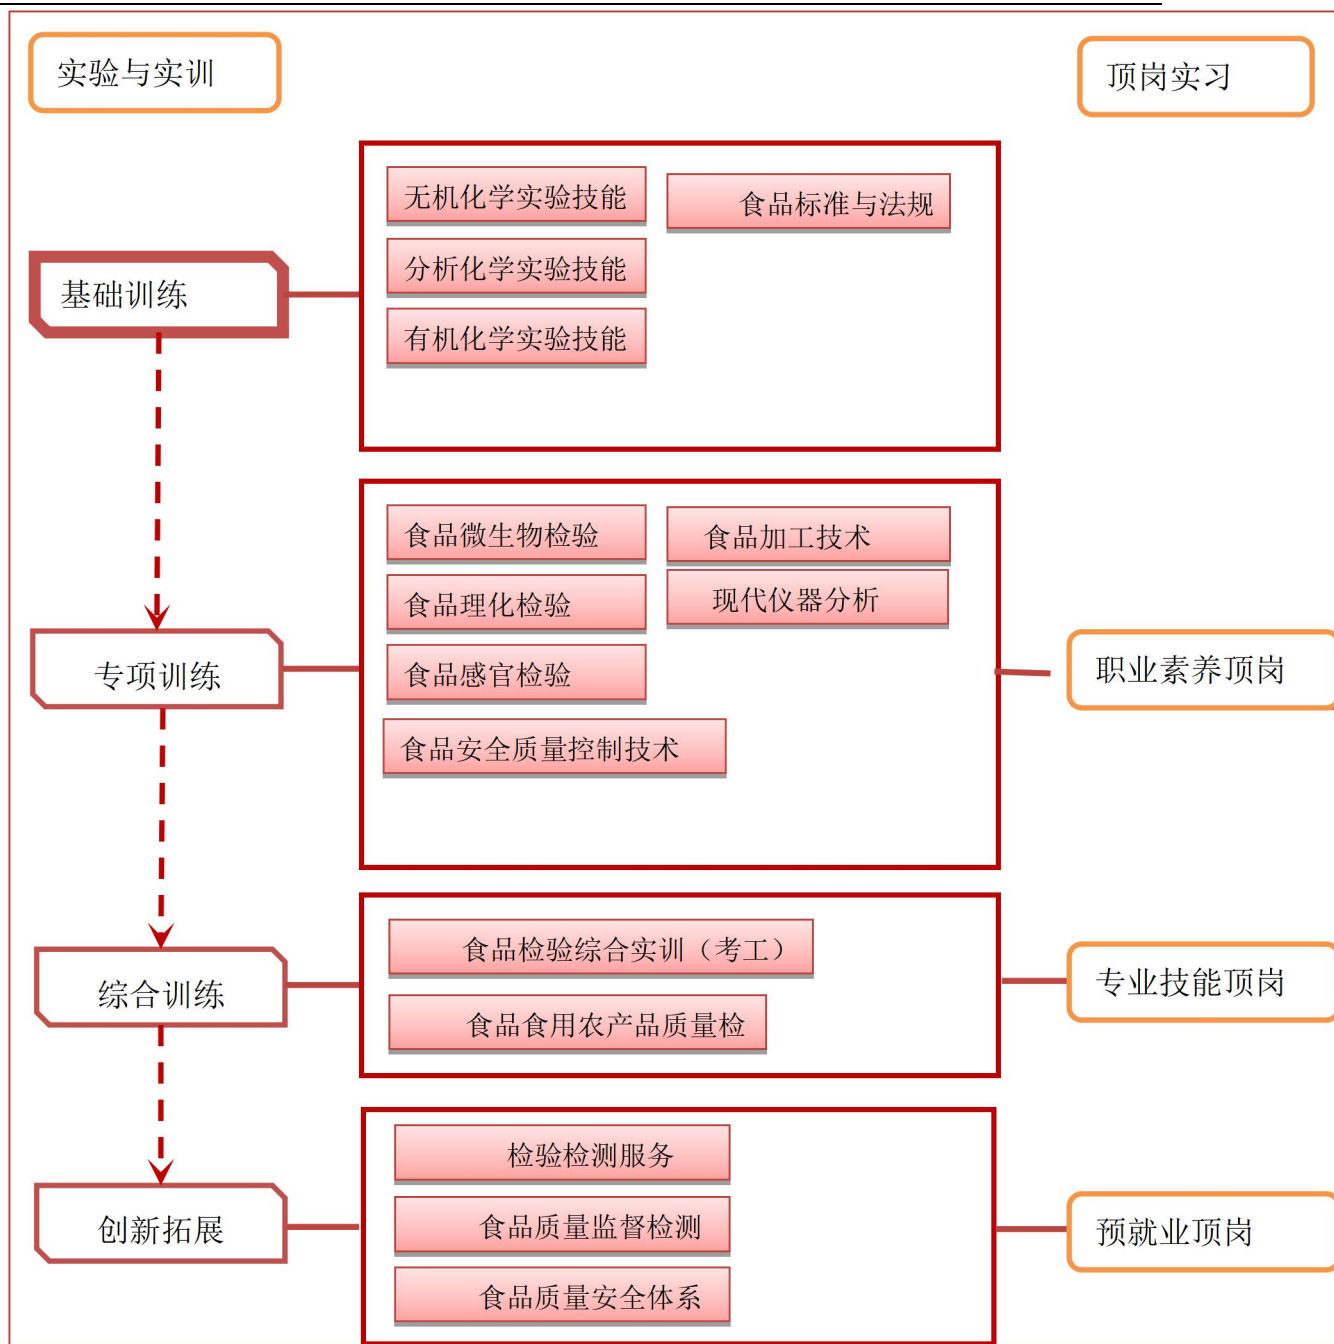 实验与实训
顶岗实习
无机化学实验技能
食品标准与法规
分析化学实验技能
有机化学实验技能
基础训练
食品微生物检验
食品加工技术
食品理化检验
现代仪器分析
食品感官检验
食品安全质量控制技术
专项训练
职业素养顶岗
食品检验综合实训（考工）
食品食用农产品质量检
综合训练
专业技能顶岗
检验检测服务
食品质量监督检测
食品质量安全体系
创新拓展
预就业顶岗